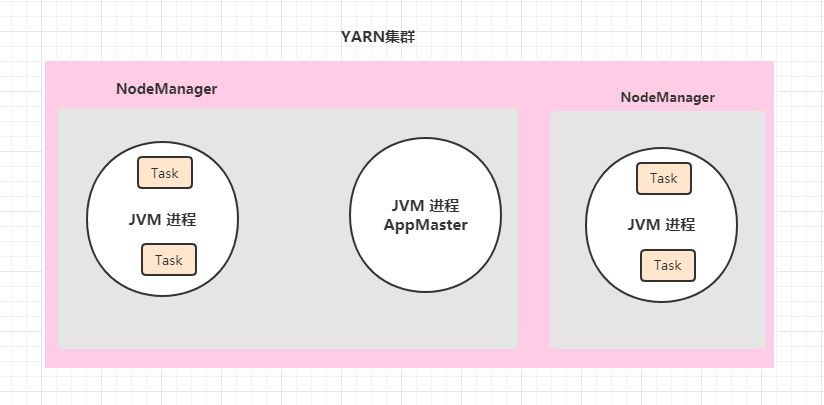 YARN集群
NodeManager
NodeManager
Task
JVM 进程
Task
JVM 进程
AppMaster
Task
JVM 进程
Task